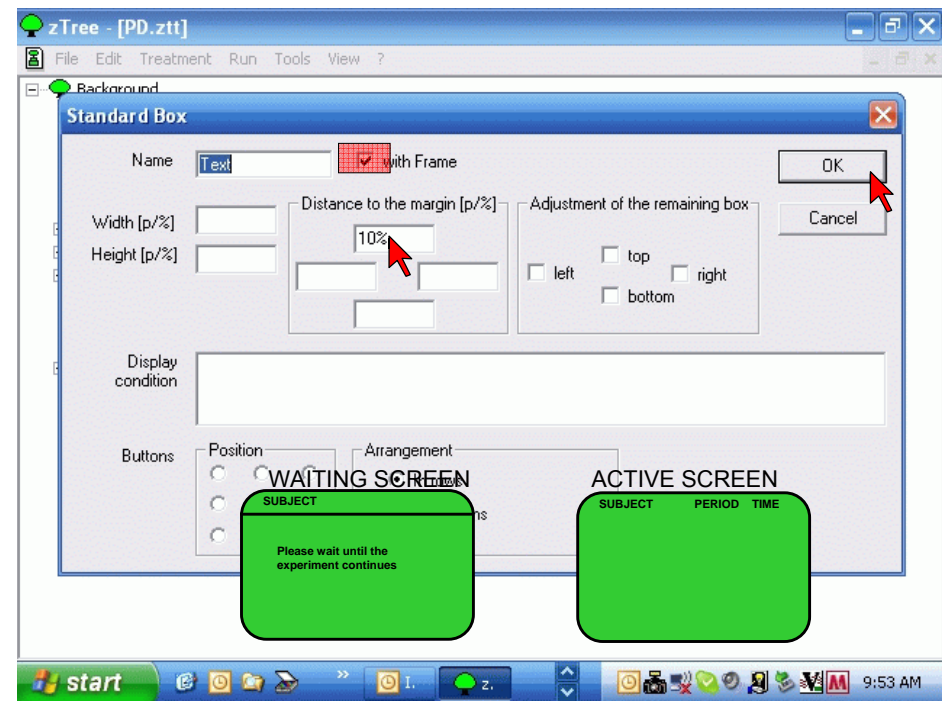 zTree - [PD.ztt]
File Edit Treatment Run Tools View ?
Background
Standard Box
Name Text with Frame OK
Width [p/%] Distance to the margin [p/%] Adjustment of the remaining box Cancel
Height [p/%] 10% top
left right
bottom
Display
condition
Buttons Position Arrangement
WAITING SCREEN ACTIVE SCREEN
SUBJECT SUBJECT PERIOD TIME
Please wait until the
experiment continues
start I. z. 9:53 AM